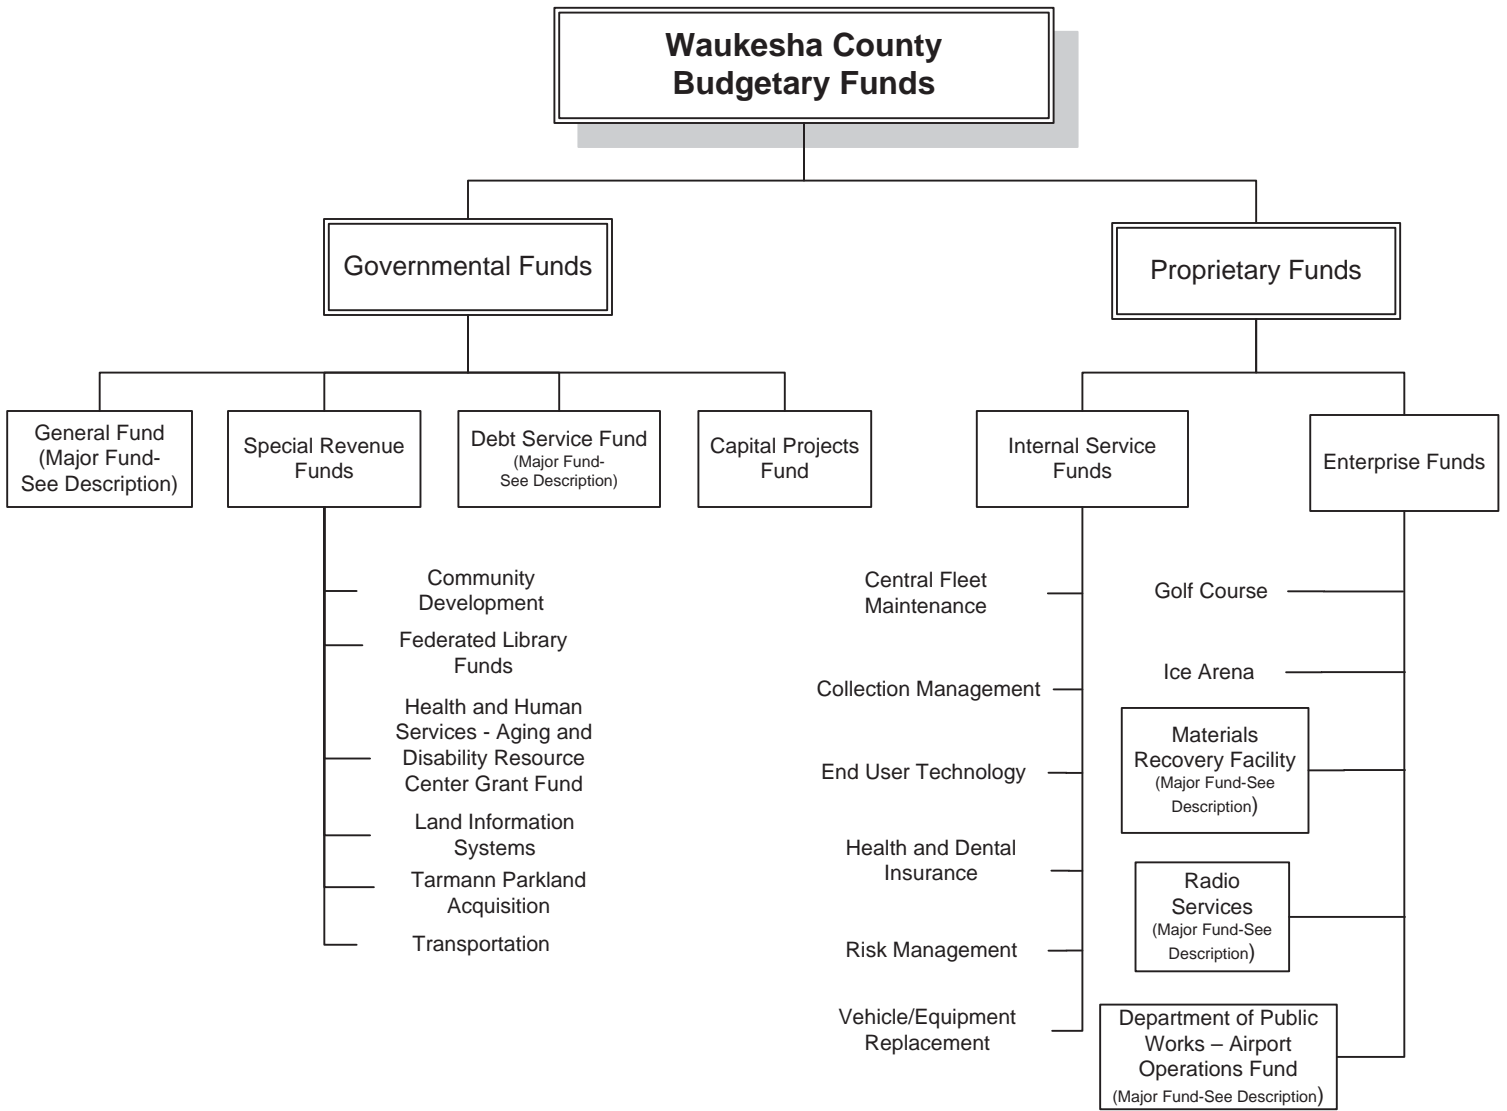 Waukesha County
Budgetary Funds
Governmental Funds
Proprietary Funds
General Fund
(Major Fund-
See Description)
Special Revenue
Funds
Debt Service Fund
(Major Fund-
See Description)
Capital Projects
Fund
Internal Service
Funds
Enterprise Funds
Community
Development
Federated Library
Funds
Health and Human
Services - Aging and
Disability Resource
Center Grant Fund
Land Information
Systems
Tarmann Parkland
Acquisition
Transportation
Central Fleet
Maintenance
Collection Management
End User Technology
Health and Dental
Insurance
Risk Management
Vehicle/Equipment
Replacement
Golf Course
Ice Arena
Materials
Recovery Facility
(Major Fund-See
Description)
Radio
Services
(Major Fund-See
Description)
Department of Public
Works – Airport
Operations Fund
(Major Fund-See Description)